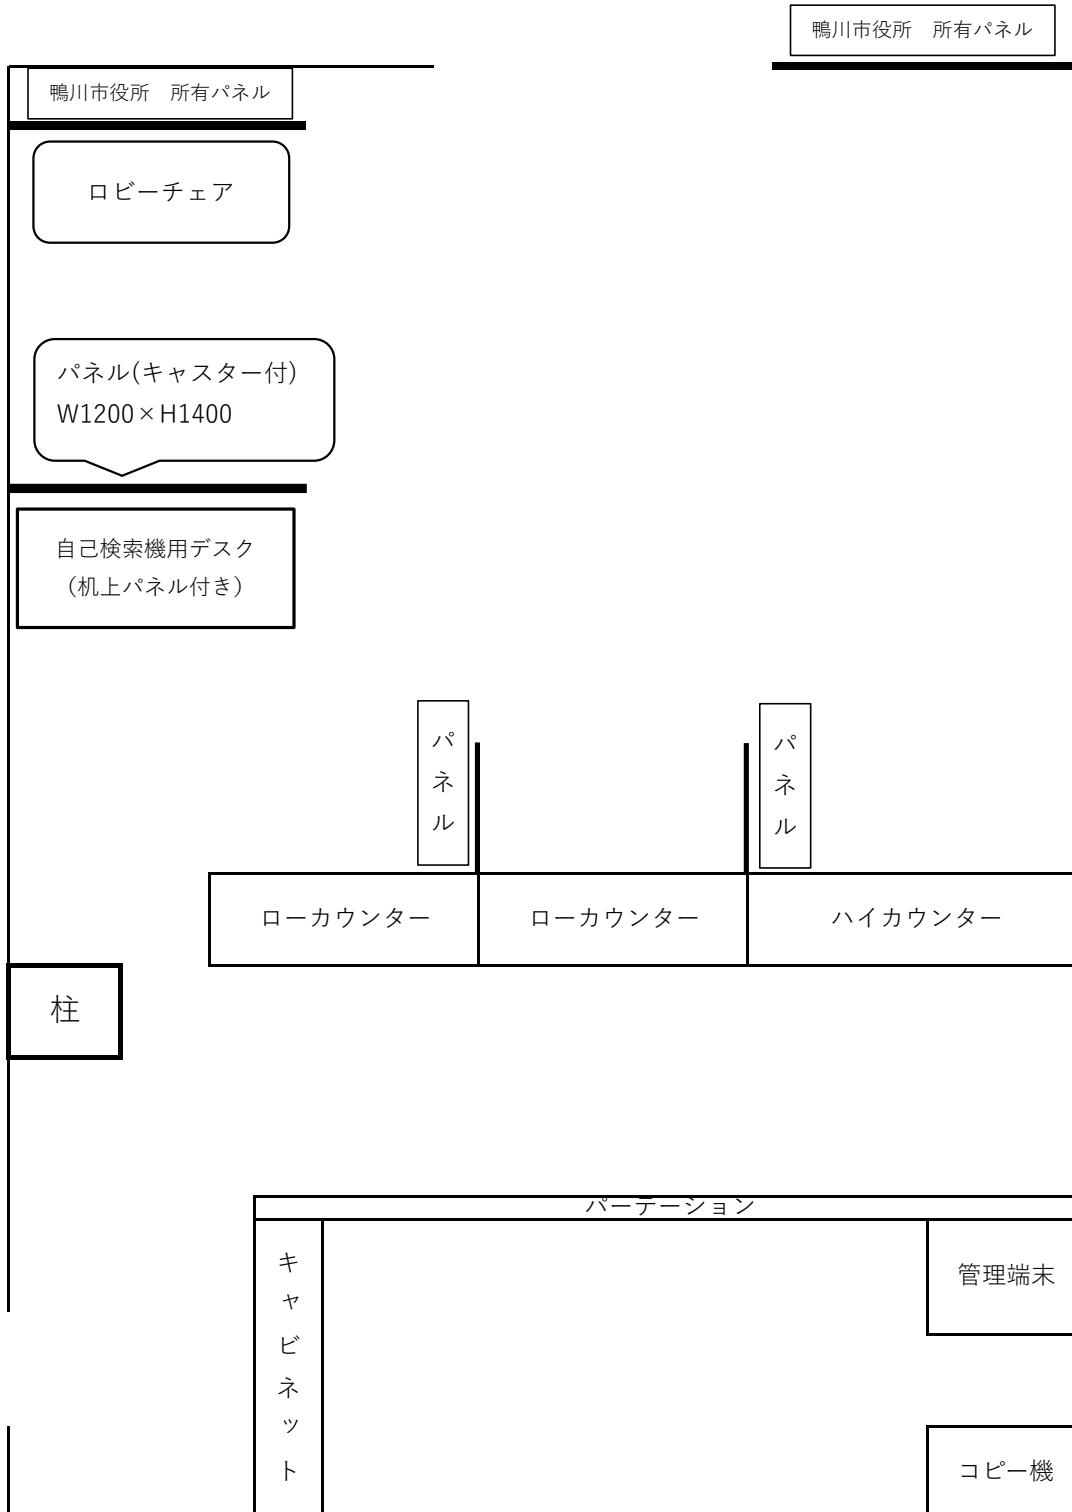 鴨川市役所　所有パネル
鴨川市役所　所有パネル
ロビーチェア
パネル(キャスター付)
W1200×H1400
自己検索機用デスク
（机上パネル付き）
パネル
パネル
ローカウンター
ローカウンター
ハイカウンター
柱
パーテーション
キャビネット
管理端末
コピー機